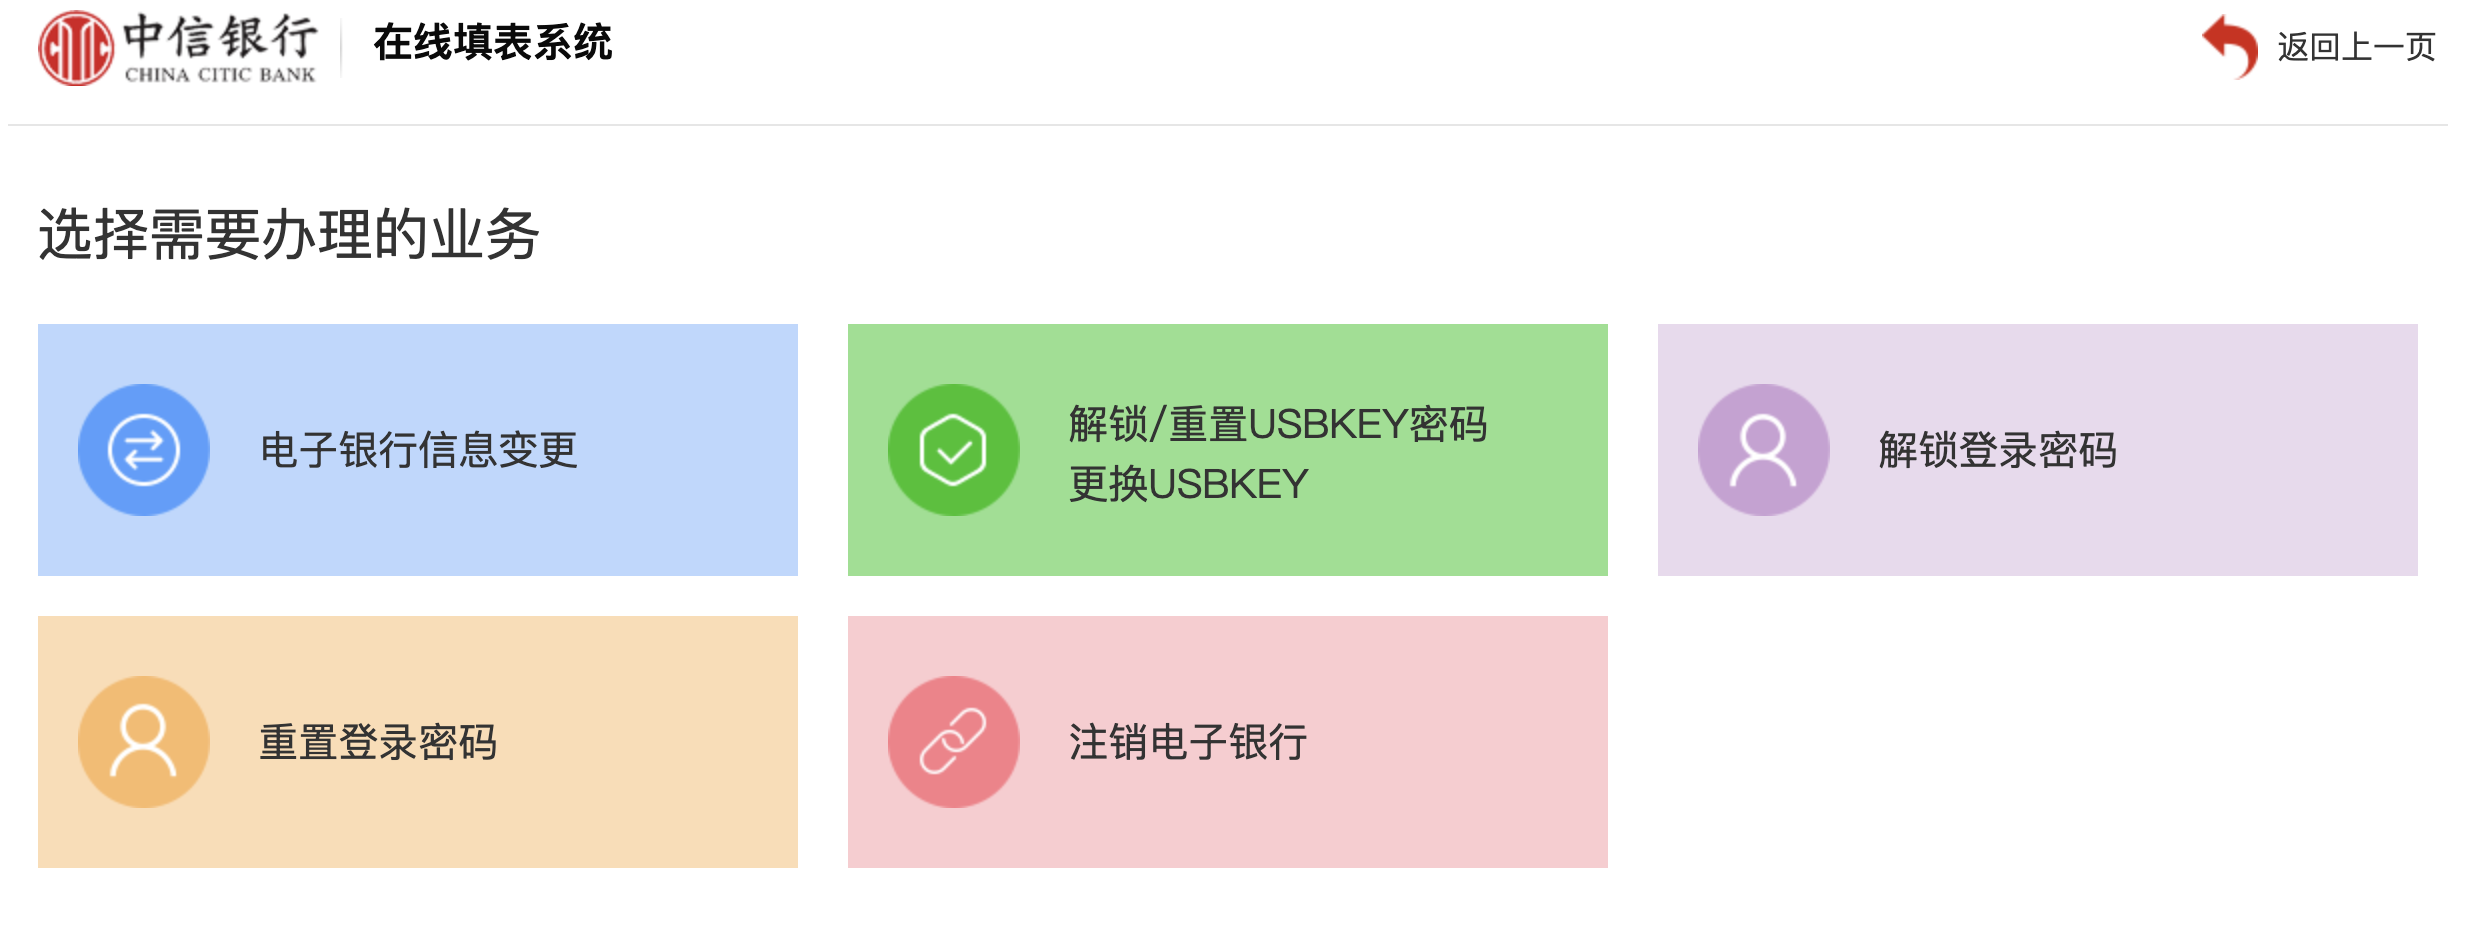 中信银行
CHINA CITIC BANK
在线填表系统
返回上一页
选择需要办理的业务
电子银行信息变更
解锁/重置USBKEY密码
更换USBKEY
解锁登录密码
重置登录密码
注销电子银行